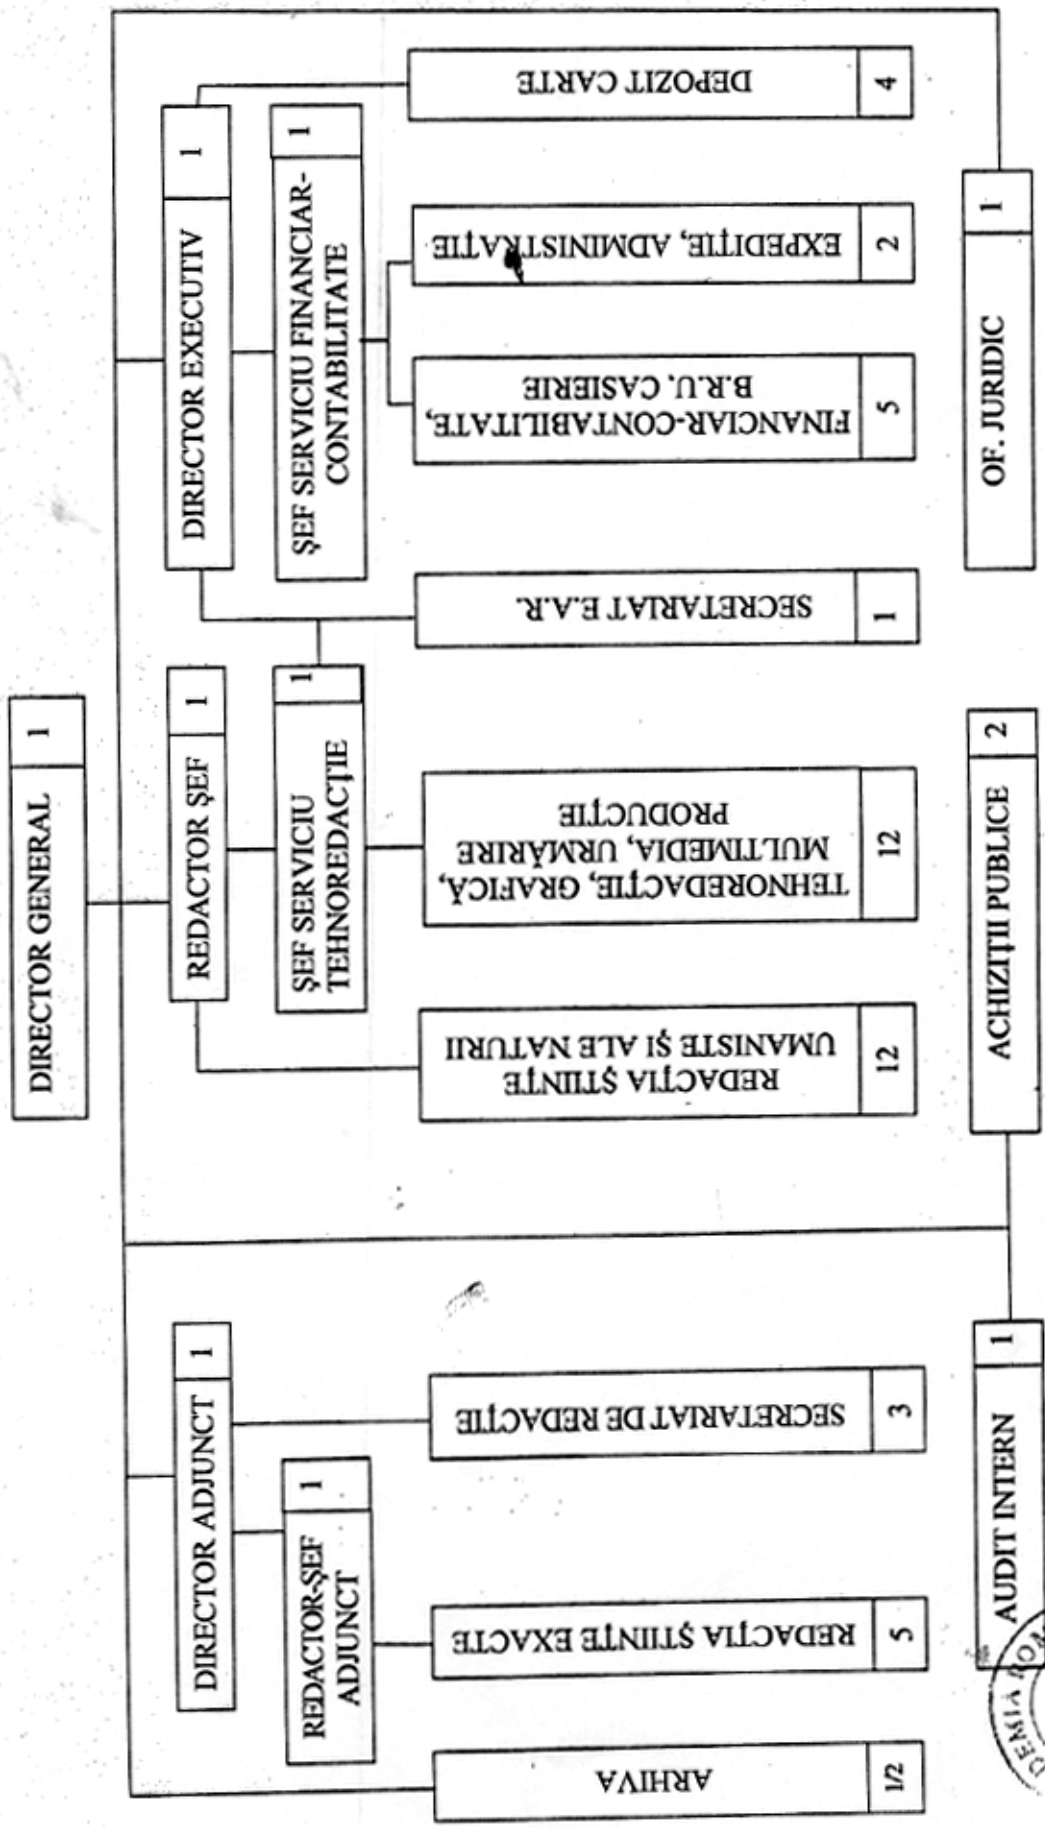 DIRECTOR GENERAL 1
DIRECTOR ADJUNCT 1
REDACTOR ŞEF 1
DIRECTOR EXECUTIV 1
REDACTOR-ŞEF
ADJUNCT
1
ŞEF SERVICIU
TEHNOREDACŢIE
1
ŞEF SERVICIU FINANCIAR-
CONTABILITATE
1
ARHIVA
1/2
REDACŢIA ŞTIINŢE EXACTE
5
SECRETARIAT DE REDACŢIE
3
REDACŢIA ŞTIINŢE
UMANISTE ŞI ALE NATURII
12
TEHNOREDACŢIE, GRAFICĂ,
MULTIMEDIA, URMĂRIRE
PRODUCŢIE
12
SECRETARIAT E.A.R.
1
FINANCIAR-CONTABILITATE,
B.R.U, CASIERIE
5
EXPEDIŢIE, ADMINISTRAŢIE
2
DEPOZIT CARTE
4
AUDIT INTERN 1
ACHIZIŢII PUBLICE 2
OF. JURIDIC 1